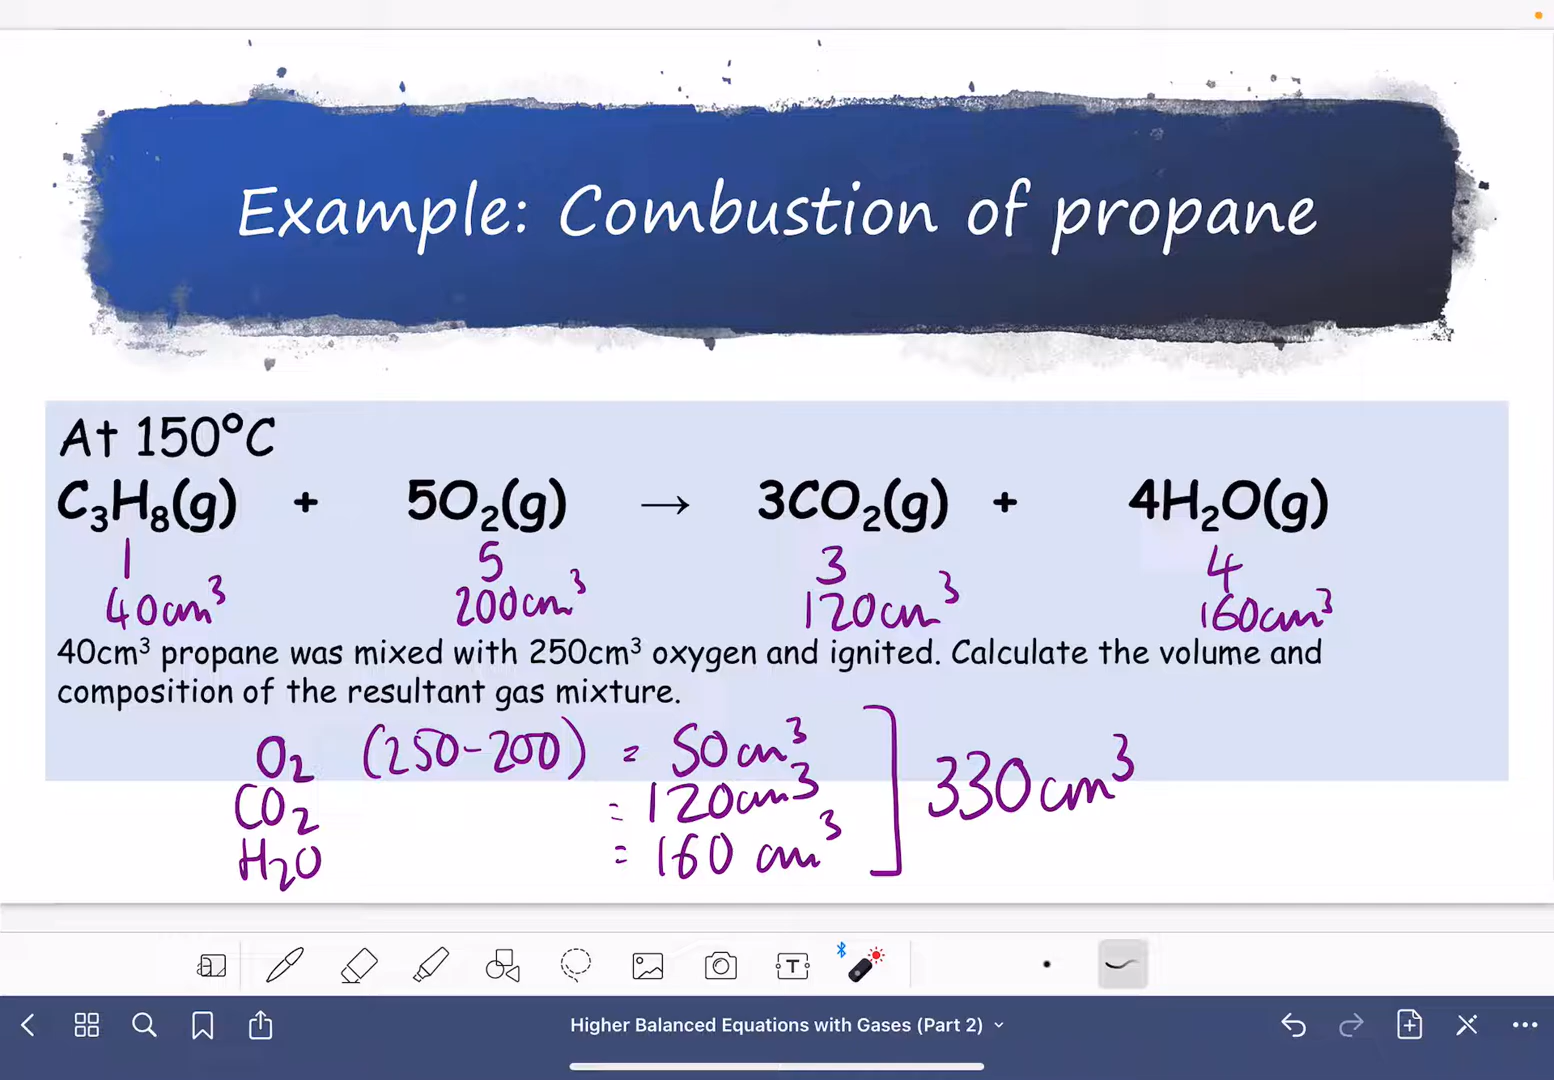 Example: Combustion of propane
At 150°C
C₃H₈(g) + 5O₂(g) → 3CO₂(g) + 4H₂O(g)
1 5 3 4
40cm³ 200cm³ 120cm³ 160cm³
40cm³ propane was mixed with 250cm³ oxygen and ignited. Calculate the volume and
composition of the resultant gas mixture.
O₂ (250-200) = 50cm³
CO₂ = 120cm³
H₂O = 160 cm³
330cm³
T
Higher Balanced Equations with Gases (Part 2)